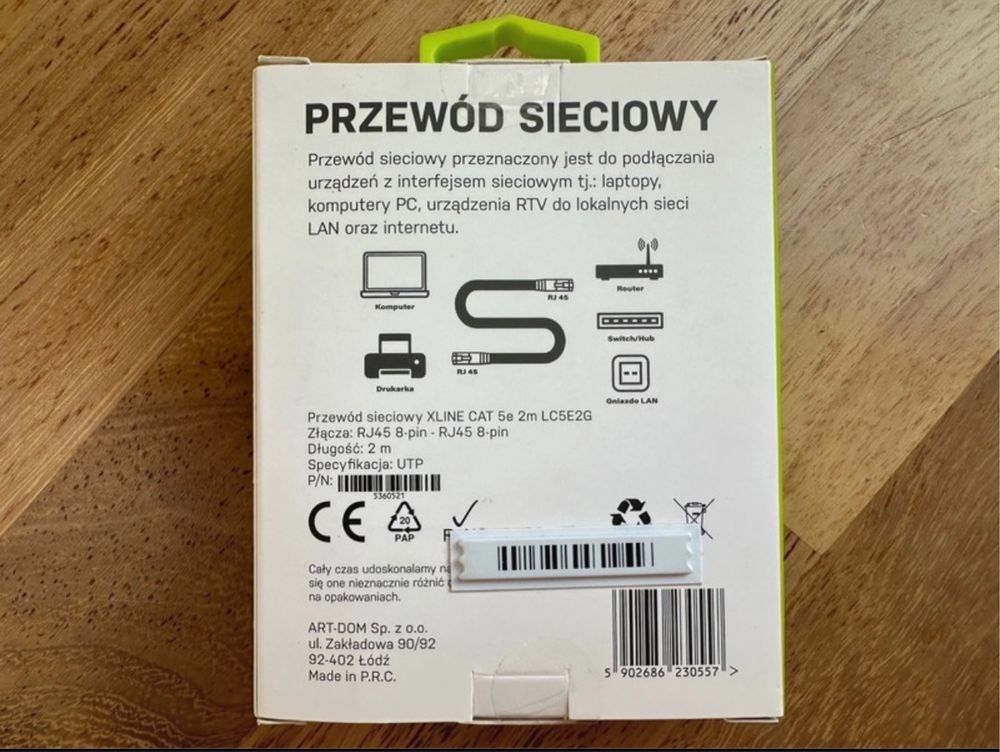 PRZEWÓD SIECIOWY
Przewód sieciowy przeznaczony jest do podłączania
urządzeń z interfejsem sieciowym tj.: laptopy,
komputery PC, urządzenia RTV do lokalnych sieci
LAN oraz internetu.
Komputer
RJ 45
Router
Switch/Hub
Drukarka
RJ 45
Gniazdo LAN
Przewód sieciowy XLINE CAT 5e 2m LC5E2G
Złącza: RJ45 8-pin - RJ45 8-pin
Długość: 2 m
Specyfikacja: UTP
P/N:
5360521
CE
20
PAP
Cały czas udoskonalamy
się one nieznacznie różnić
na opakowaniach.
ART-DOM Sp. z o.o.
ul. Zakładowa 90/92
92-402 Łódź
Made in P.R.C.
5 902686 230557 >